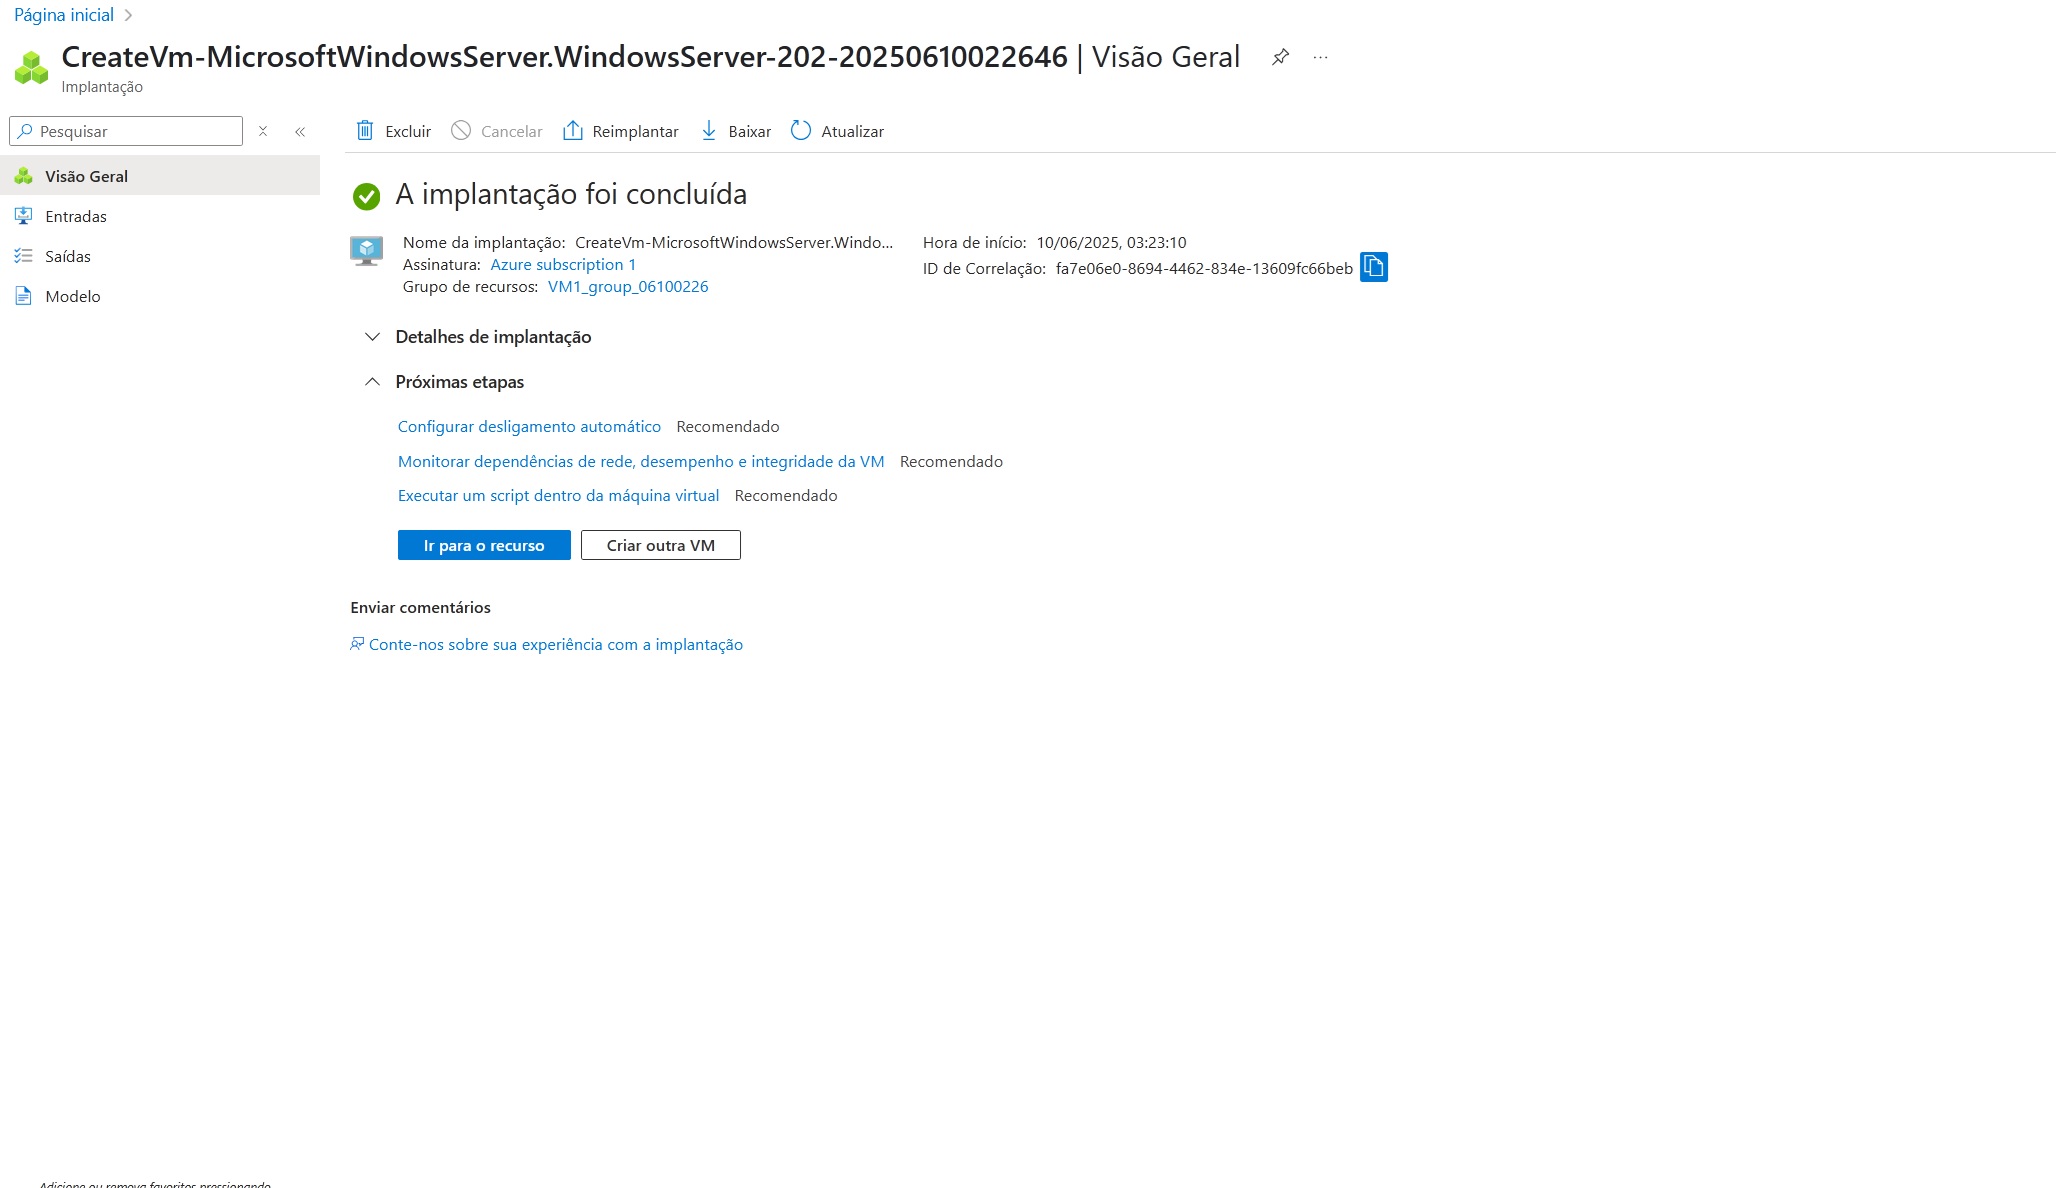 Página inicial
CreateVm-MicrosoftWindowsServer.WindowsServer-202-20250610022646 | Visão Geral
Implantação
Pesquisar
Excluir Cancelar Reimplantar Baixar Atualizar
Visão Geral
Entradas
Saídas
Modelo
A implantação foi concluída
Nome da implantação: CreateVm-MicrosoftWindowsServer.Windo...
Assinatura: Azure subscription 1
Grupo de recursos: VM1_group_06100226
Hora de início: 10/06/2025, 03:23:10
ID de Correlação: fa7e06e0-8694-4462-834e-13609fc66beb
Detalhes de implantação
Próximas etapas
Configurar desligamento automático Recomendado
Monitorar dependências de rede, desempenho e integridade da VM Recomendado
Executar um script dentro da máquina virtual Recomendado
Ir para o recurso Criar outra VM
Enviar comentários
Conte-nos sobre sua experiência com a implantação
Adicione ou remova favoritos pressionando